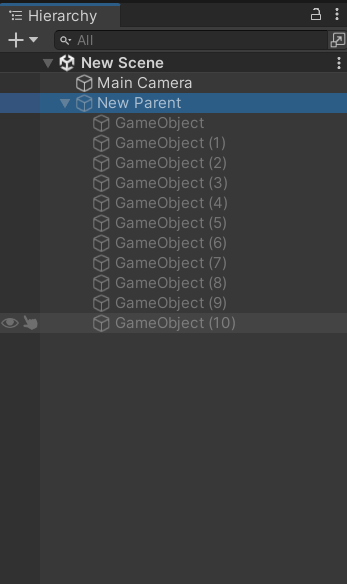 Hierarchy
All
New Scene
Main Camera
New Parent
GameObject
GameObject (1)
GameObject (2)
GameObject (3)
GameObject (4)
GameObject (5)
GameObject (6)
GameObject (7)
GameObject (8)
GameObject (9)
GameObject (10)